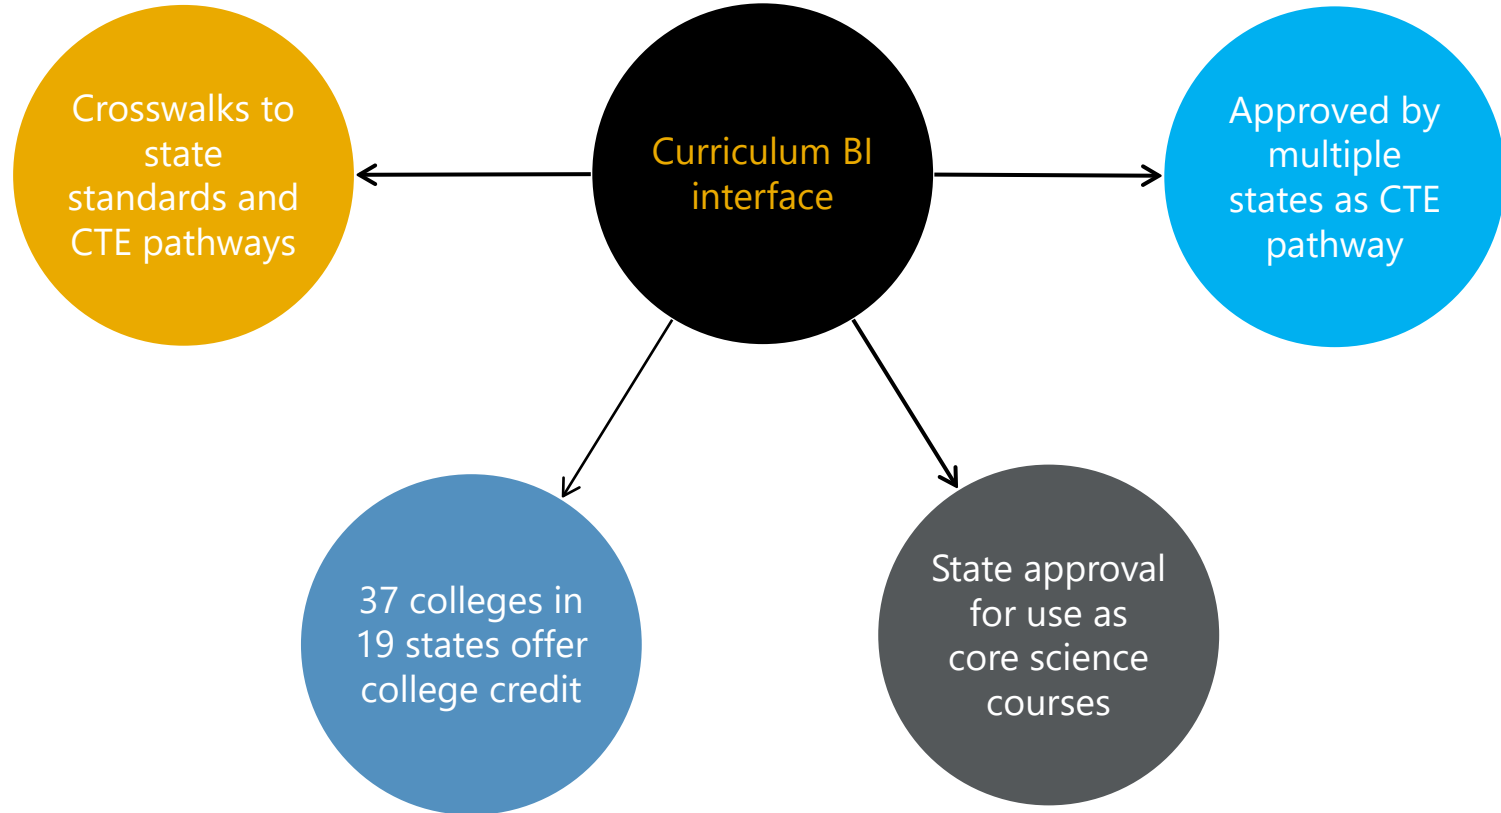 Crosswalks to
state
standards and
CTE pathways
Curriculum BI
interface
Approved by
multiple
states as CTE
pathway
37 colleges in
19 states offer
college credit
State approval
for use as
core science
courses